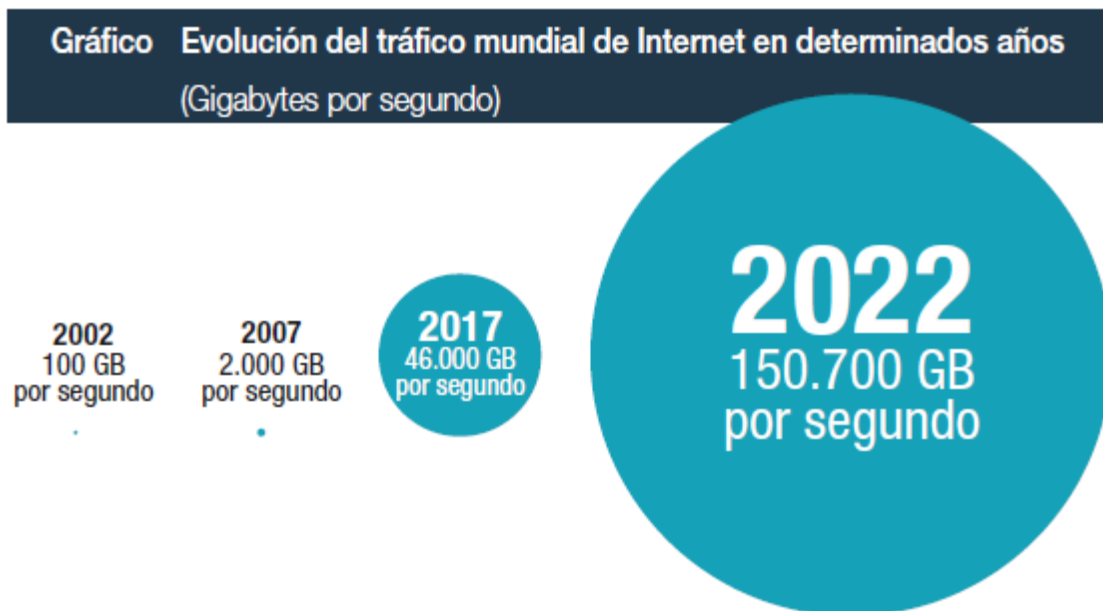 Gráfico Evolución del tráfico mundial de Internet en determinados años
(Gigabytes por segundo)
2002
100 GB
por segundo
2007
2.000 GB
por segundo
2017
46.000 GB
por segundo
2022
150.700 GB
por segundo